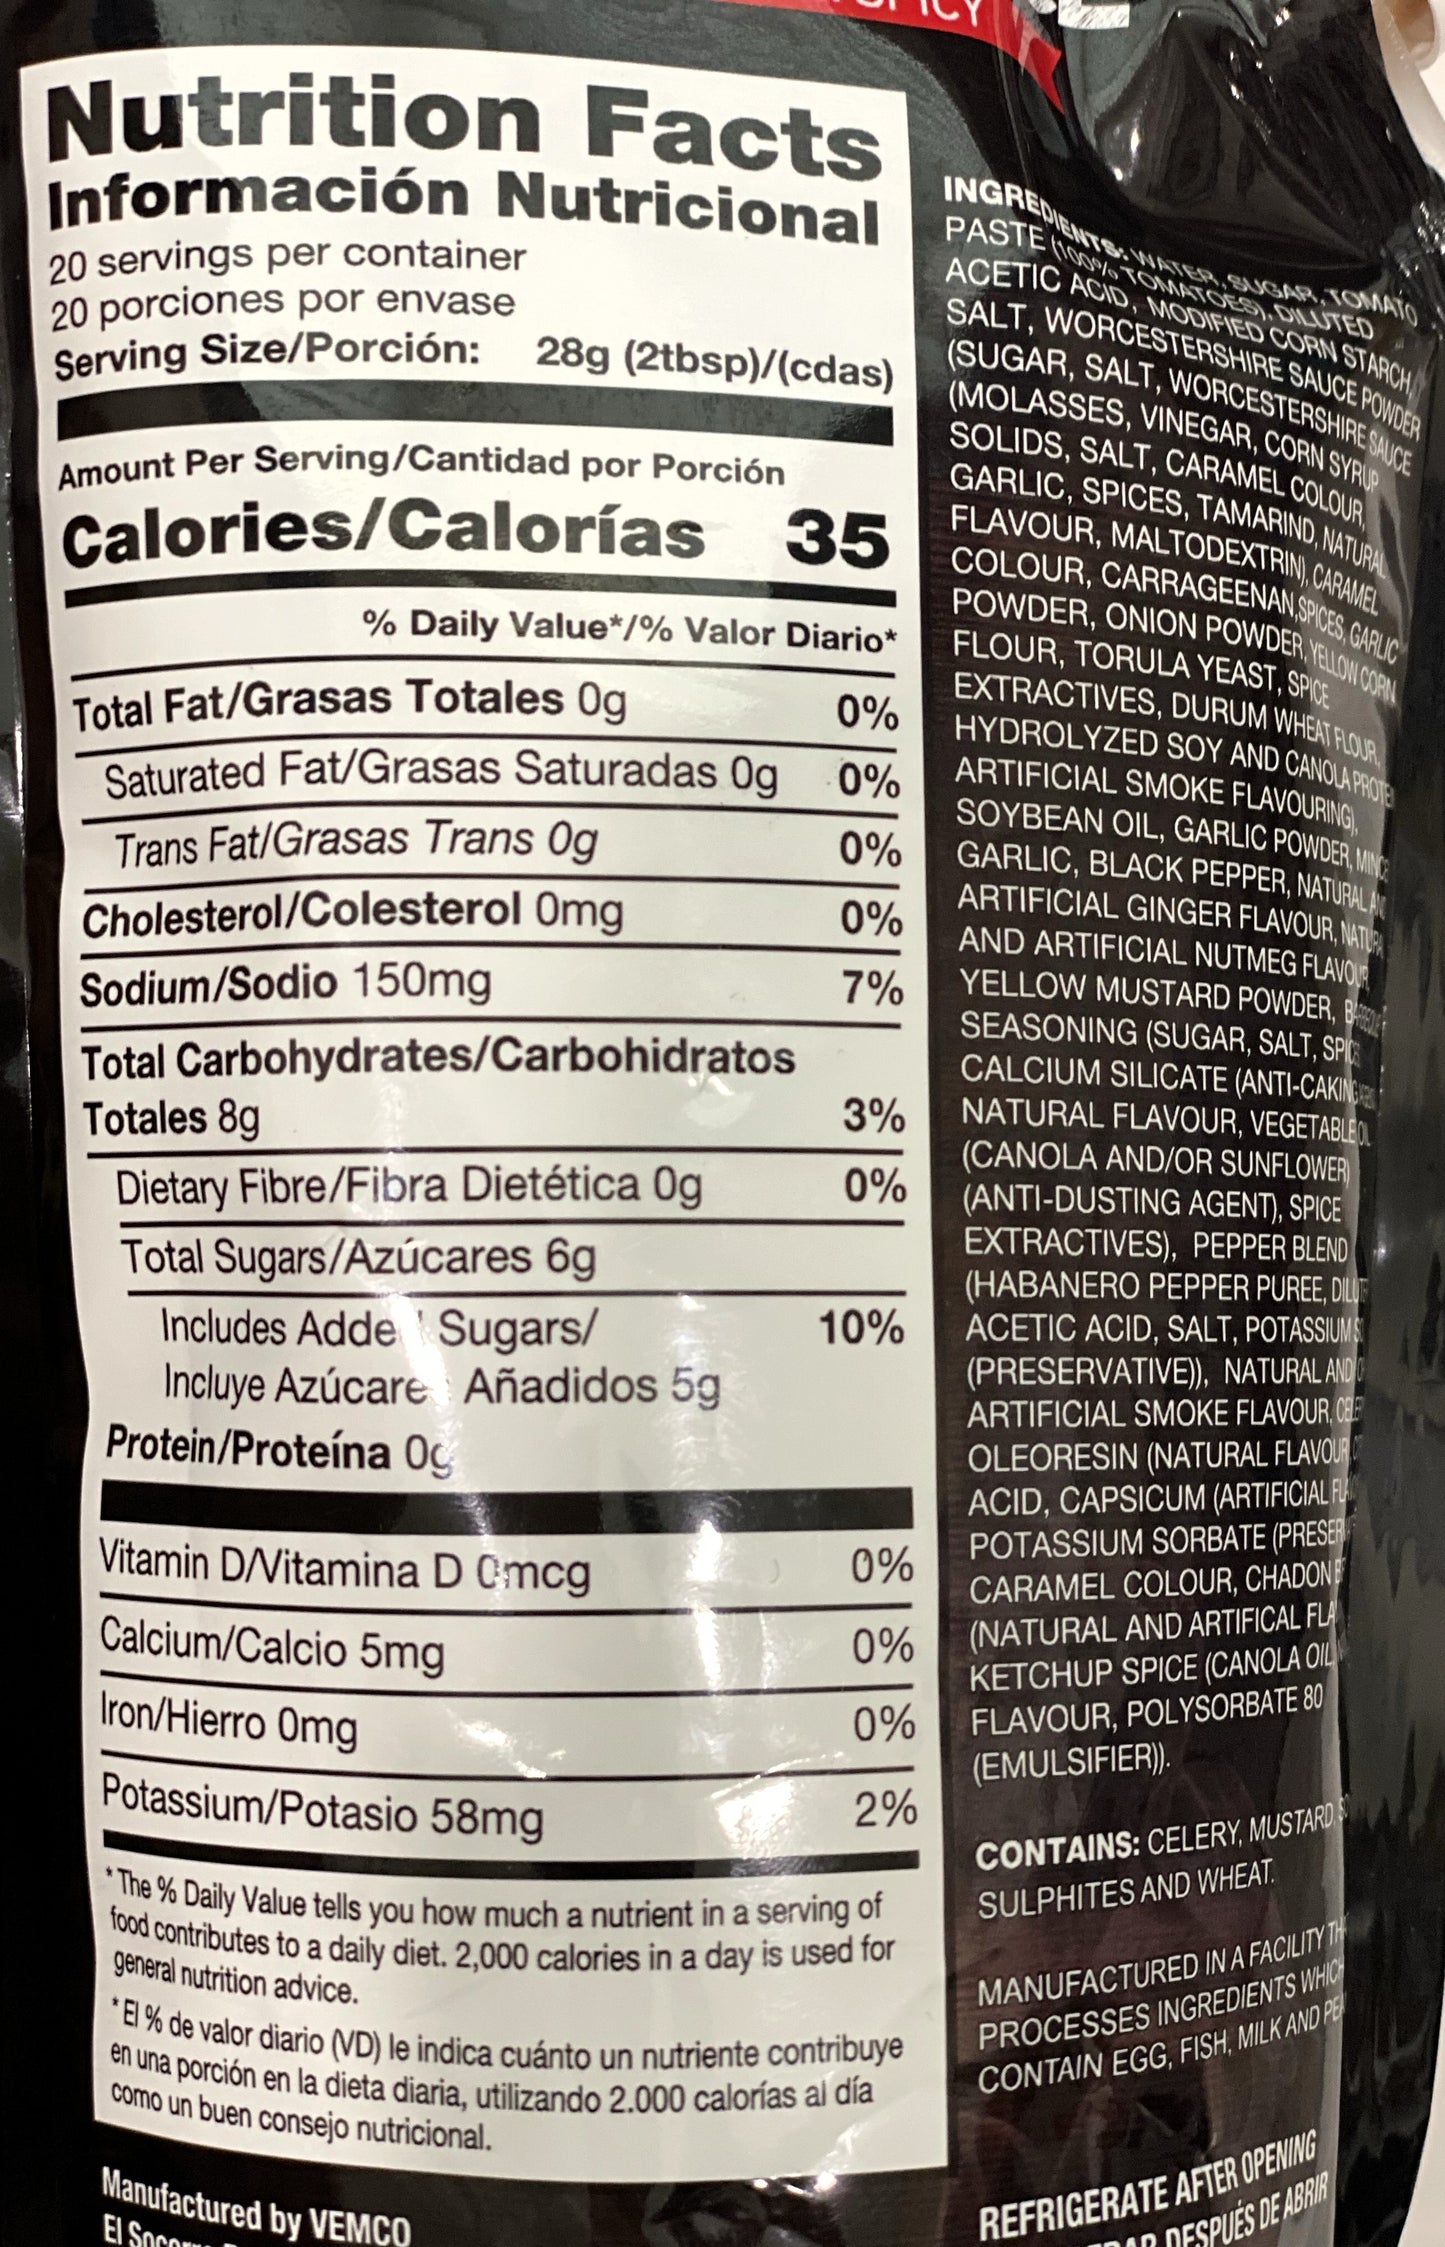 Nutrition Facts
Información Nutricional
20 servings per container
20 porciones por envase
Serving Size/Porción: 28g (2tbsp)/(cdas)
Amount Per Serving/Cantidad por Porción
Calories/Calorías 35
% Daily Value*/% Valor Diario*
Total Fat/Grasas Totales 0g 0%
Saturated Fat/Grasas Saturadas 0g 0%
Trans Fat/Grasas Trans 0g 0%
Cholesterol/Colesterol 0mg 0%
Sodium/Sodio 150mg 7%
Total Carbohydrates/Carbohidratos
Totales 8g 3%
Dietary Fibre/Fibra Dietética 0g 0%
Total Sugars/Azúcares 6g
Includes Added Sugars/ 10%
Incluye Azúcares Añadidos 5g
Protein/Proteína 0g
Vitamin D/Vitamina D 0mcg 0%
Calcium/Calcio 5mg 0%
Iron/Hierro 0mg 0%
Potassium/Potasio 58mg 2%
* The % Daily Value tells you how much a nutrient in a serving of
food contributes to a daily diet. 2,000 calories in a day is used for
general nutrition advice.
* El % de valor diario (VD) le indica cuánto un nutriente contribuye
en una porción en la dieta diaria, utilizando 2.000 calorías al día
como un buen consejo nutricional.
Manufactured by VEMCO
El
INGREDIENTS: WATER, SUGAR, TOMATO
PASTE (100% TOMATOES), DILUTED
ACETIC ACID, MODIFIED CORN STARCH,
SALT, WORCESTERSHIRE SAUCE POWDER
(SUGAR, SALT, WORCESTERSHIRE SAUCE
(MOLASSES, VINEGAR, CORN SYRUP
SOLIDS, SALT, CARAMEL COLOUR,
GARLIC, SPICES, TAMARIND, NATURAL
FLAVOUR, MALTODEXTRIN), CARAMEL
COLOUR, CARRAGEENAN, SPICES, GARLIC
POWDER, ONION POWDER, YELLOW CORN
FLOUR, TORULA YEAST, SPICE
EXTRACTIVES, DURUM WHEAT FLOUR,
HYDROLYZED SOY AND CANOLA
ARTIFICIAL SMOKE FLAVOURING),
SOYBEAN OIL, GARLIC POWDER,
GARLIC, BLACK PEPPER, NATURAL
ARTIFICIAL GINGER FLAVOUR,
AND ARTIFICIAL NUTMEG FLAVOUR,
YELLOW MUSTARD POWDER,
SEASONING (SUGAR, SALT,
CALCIUM SILICATE (ANTI-CAKING
NATURAL FLAVOUR, VEGETABLE OIL
(CANOLA AND/OR SUNFLOWER)
(ANTI-DUSTING AGENT), SPICE
EXTRACTIVES), PEPPER BLEND
(HABANERO PEPPER PUREE,
ACETIC ACID, SALT, POTASSIUM
(PRESERVATIVE)), NATURAL AND
ARTIFICIAL SMOKE FLAVOUR,
OLEORESIN (NATURAL FLAVOUR
ACID, CAPSICUM (ARTIFICIAL
POTASSIUM SORBATE
CARAMEL COLOUR, CHADON
(NATURAL AND ARTIFICAL
KETCHUP SPICE (CANOLA OIL,
FLAVOUR, POLYSORBATE 80
(EMULSIFIER)).
CONTAINS: CELERY, MUSTARD,
SULPHITES AND WHEAT.
MANUFACTURED IN A FACILITY
PROCESSES INGREDIENTS WHICH
CONTAIN EGG, FISH, MILK AND
REFRIGERATE AFTER OPENING
DESPUÉS DE ABRIR